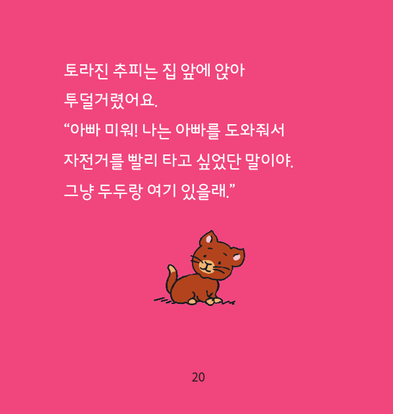 토라진 추피는 집 앞에 앉아
투덜거렸어요.
“아빠 미워! 나는 아빠를 도와줘서
자전거를 빨리 타고 싶었단 말이야.
그냥 두두랑 여기 있을래.”
20